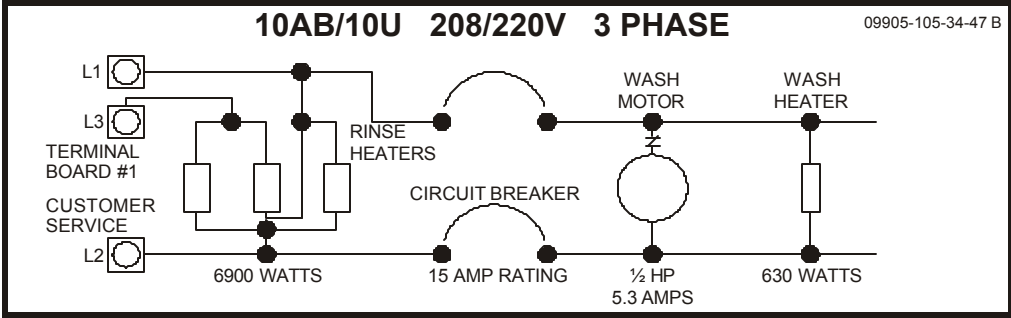 10AB/10U 208/220V 3 PHASE
09905-105-34-47 B
L1
L3
TERMINAL
BOARD #1
CUSTOMER
SERVICE
L2
RINSE
HEATERS
6900 WATTS
CIRCUIT BREAKER
15 AMP RATING
WASH
MOTOR
½ HP
5.3 AMPS
WASH
HEATER
630 WATTS